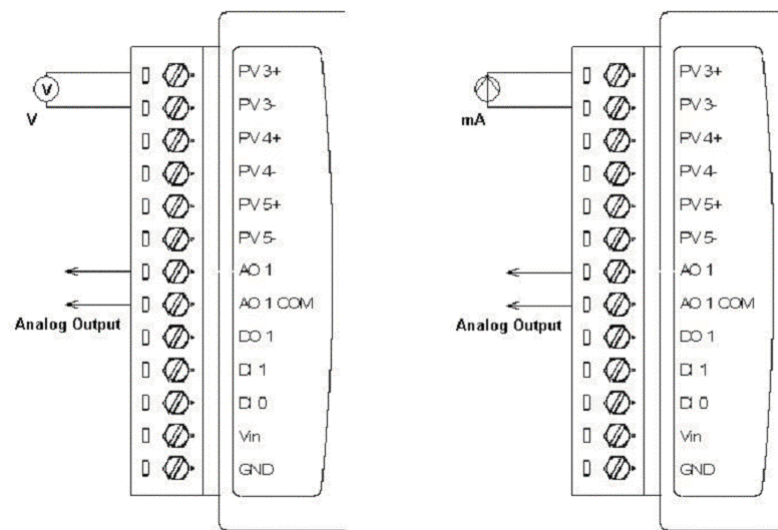 V
V
Analog Output
PV3+
PV3-
PV4+
PV4-
PV5+
PV5-
AO 1
AO 1 COM
DO 1
DI 1
DI 0
Vin
GND
mA
Analog Output
PV3+
PV3-
PV4+
PV4-
PV5+
PV5-
AO 1
AO 1 COM
DO 1
DI 1
DI 0
Vin
GND